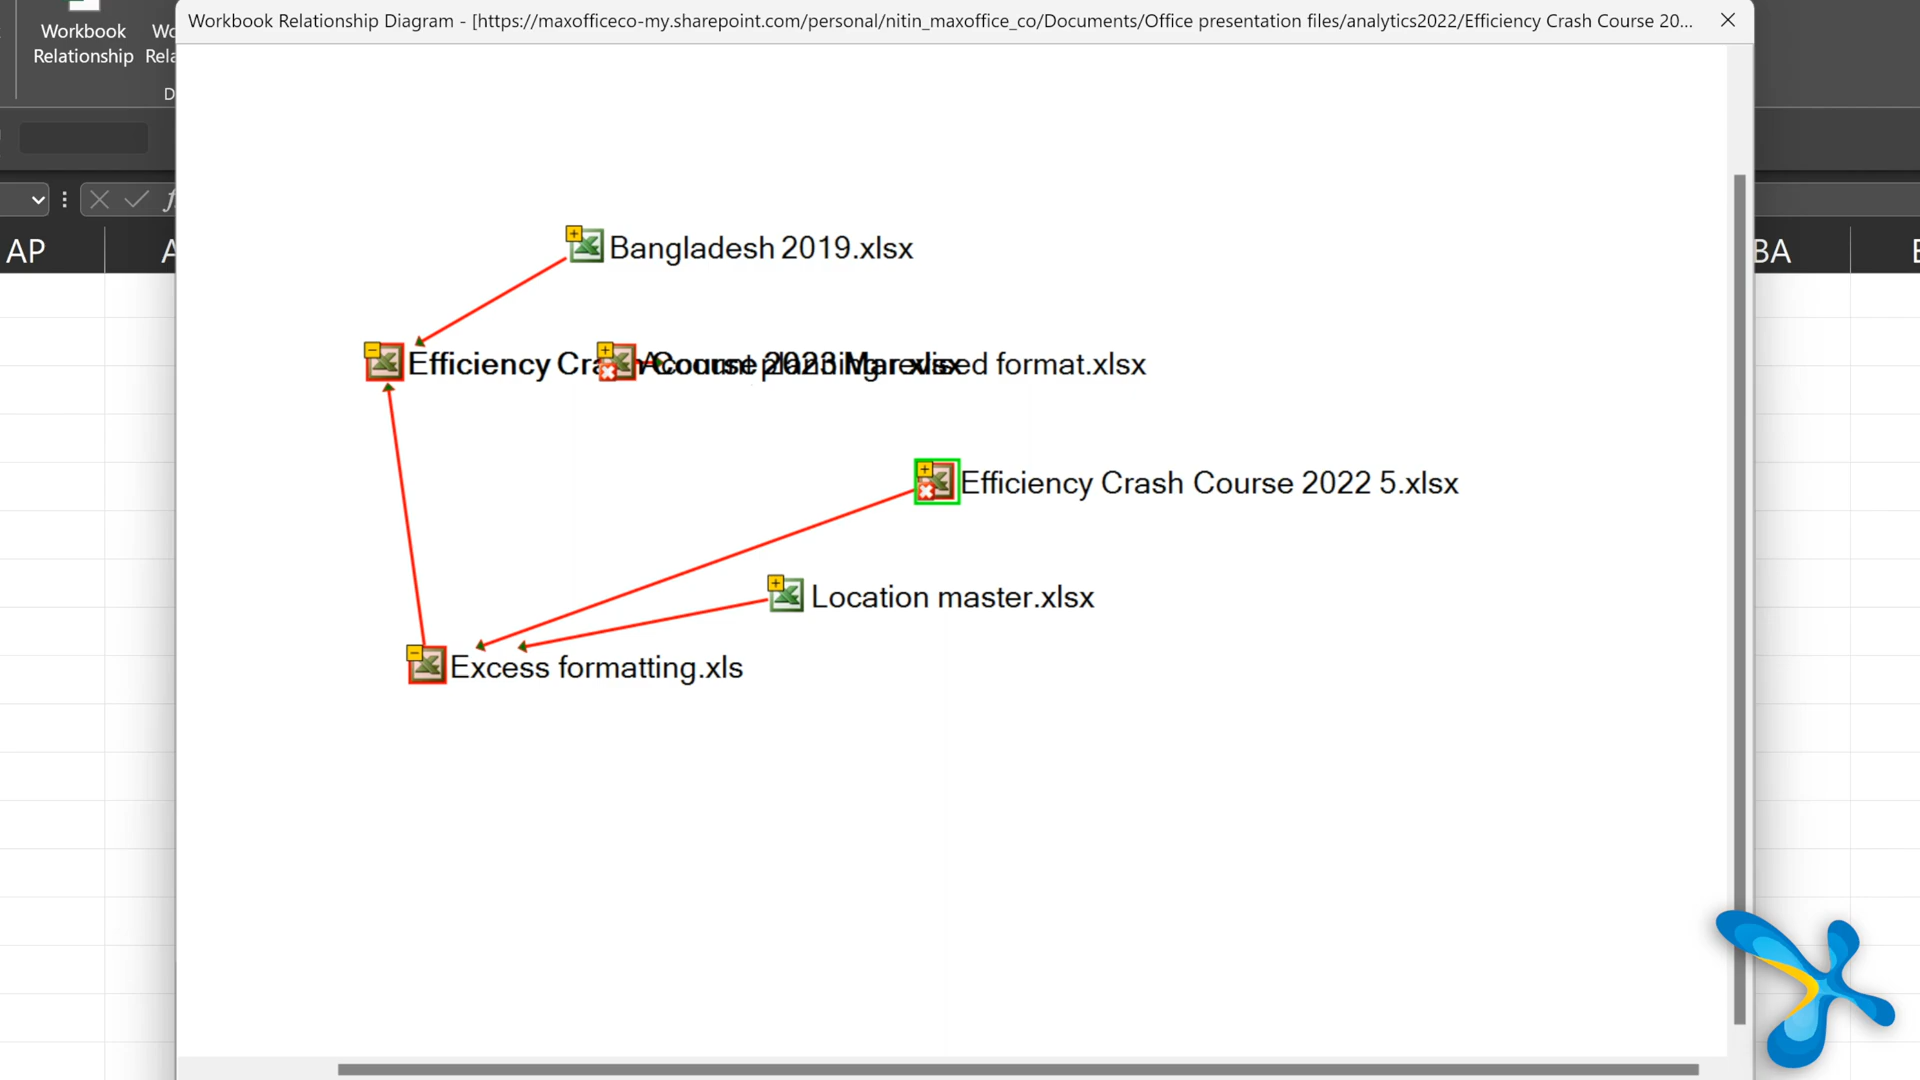 Workbook Relationship Diagram - [https://maxofficeco-my.sharepoint.com/personal/nitin_maxoffice_co/Documents/Office presentation files/analytics2022/Efficiency Crash Course 20...
Workbook
Relationship
AP
BA
Bangladesh 2019.xlsx
Efficiency Crash Course 2023 Mar.xlsx
Account planning revised format.xlsx
Efficiency Crash Course 2022 5.xlsx
Location master.xlsx
Excess formatting.xls